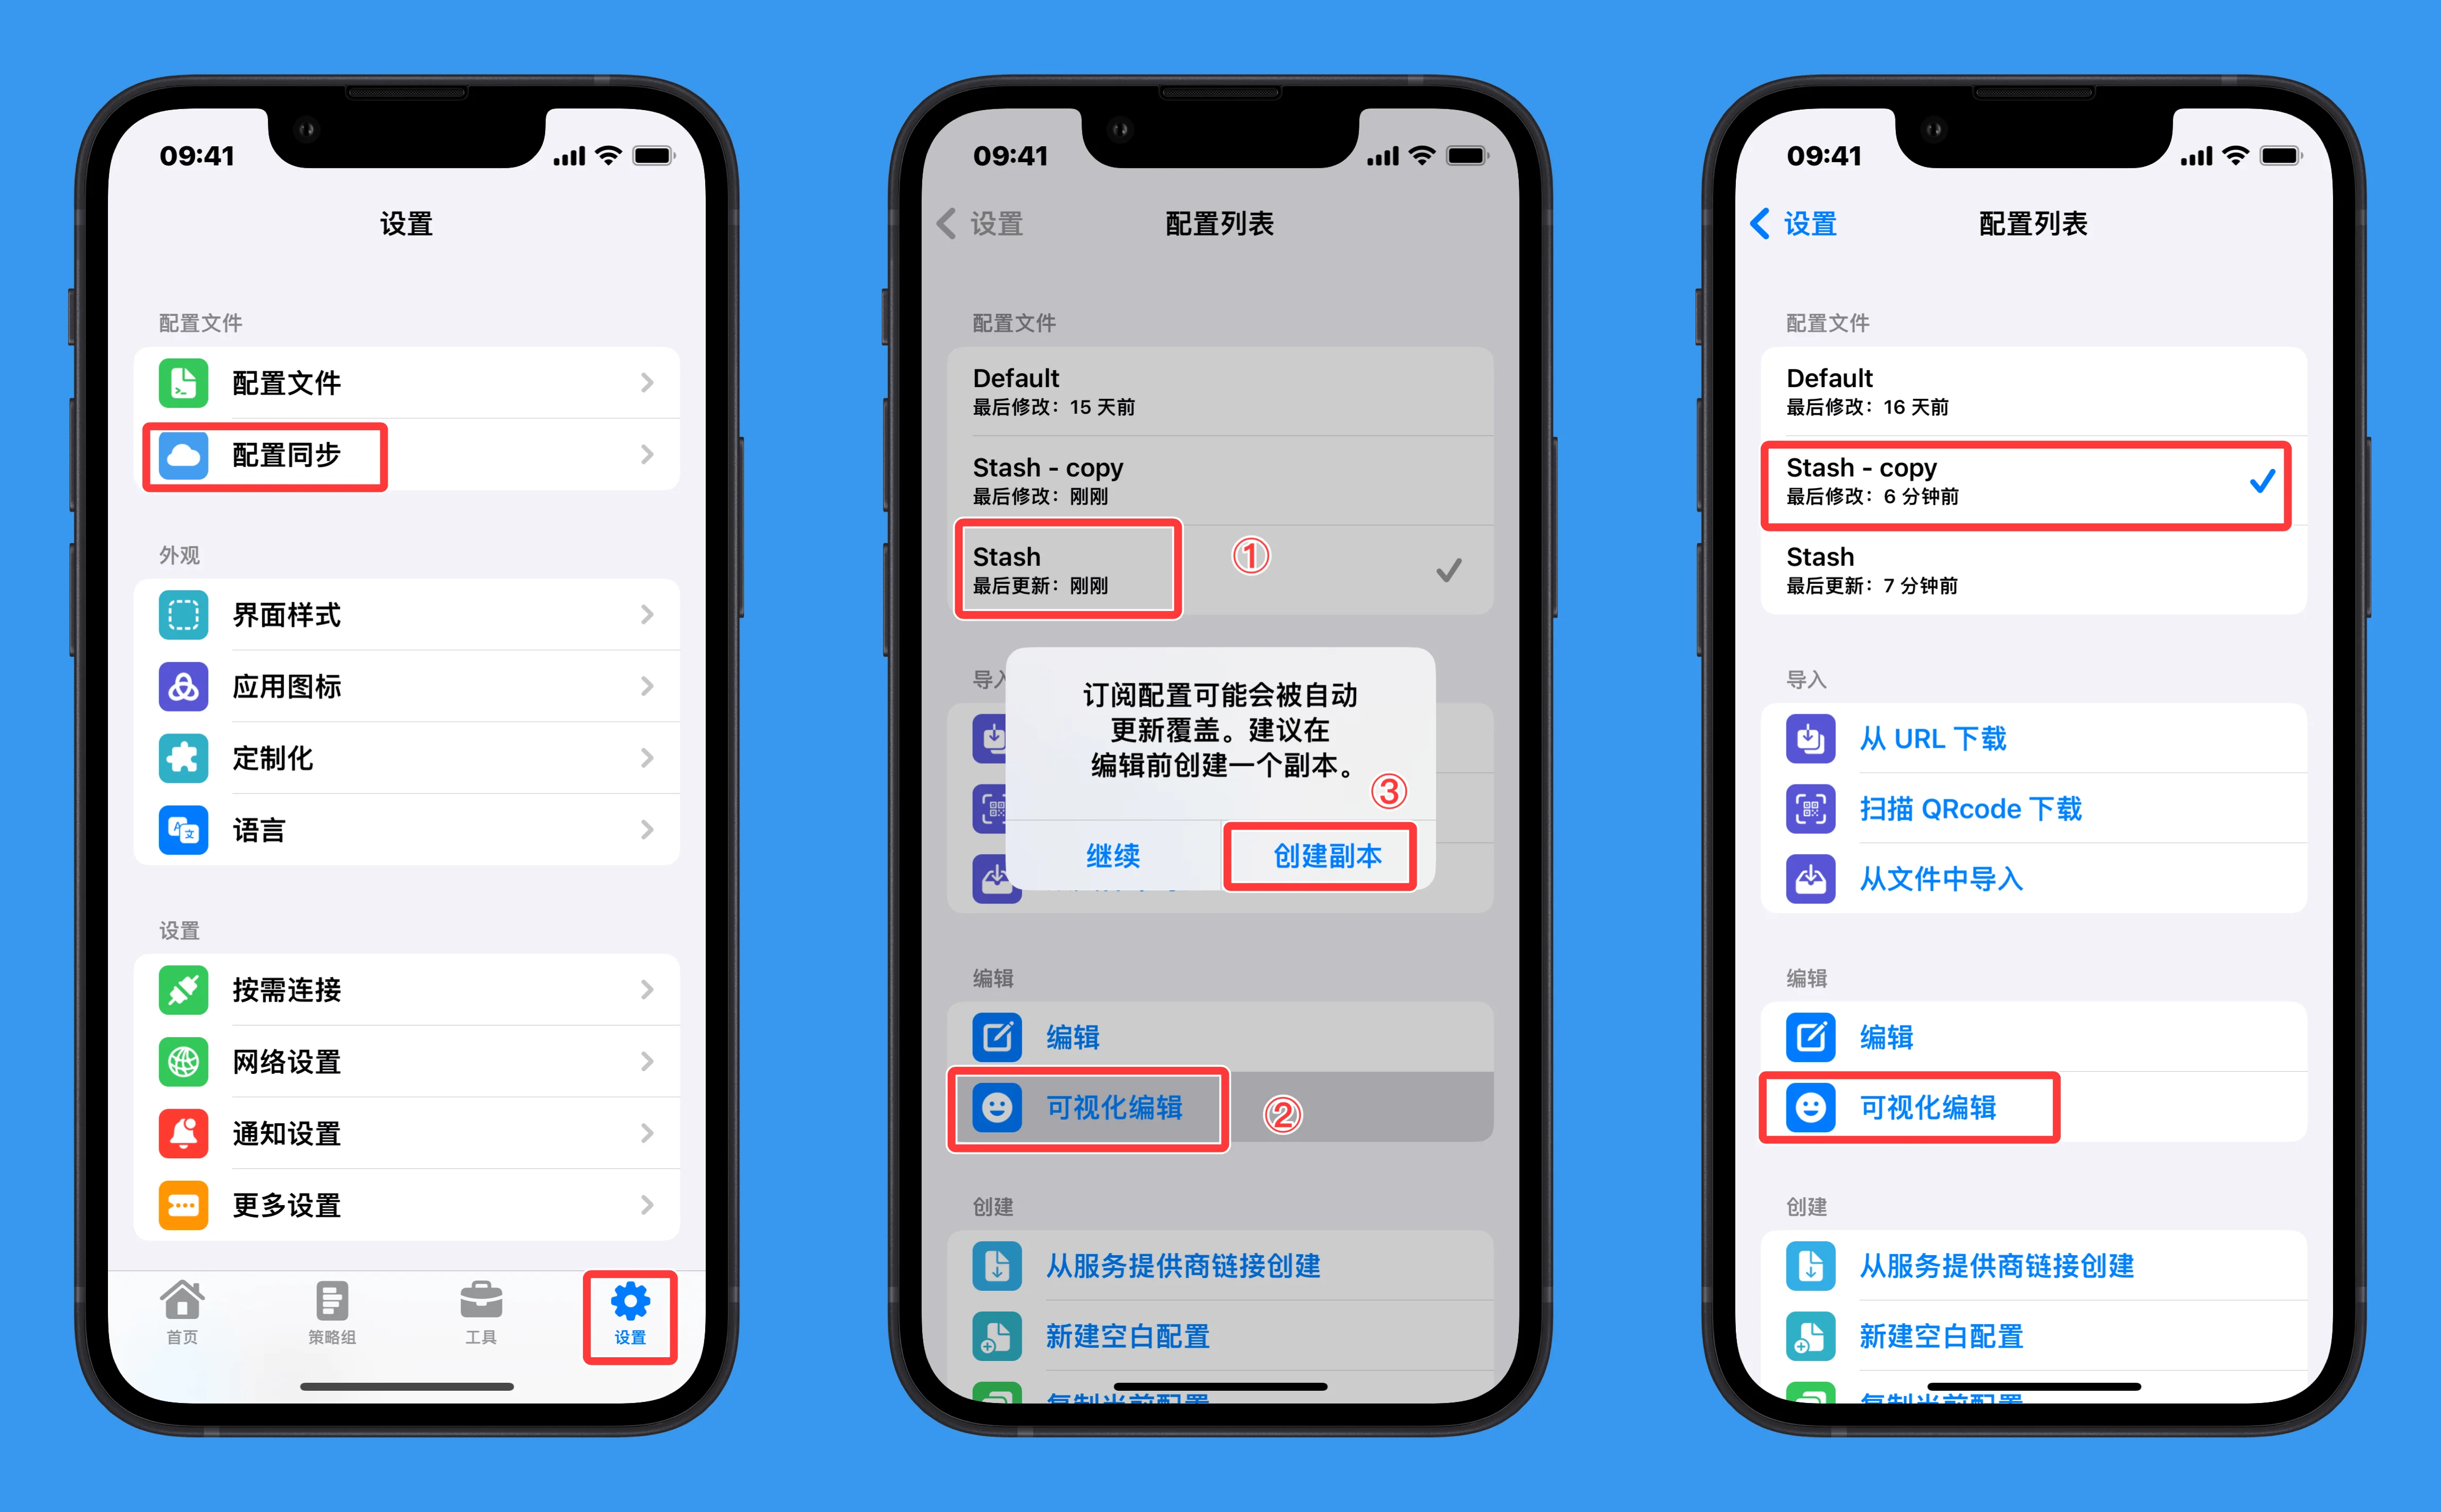 09:41
设置
配置文件
配置文件
配置同步
外观
界面样式
应用图标
定制化
语言
设置
按需连接
网络设置
通知设置
更多设置
首页
策略组
工具
设置
09:41
设置
配置列表
配置文件
Default
最后修改：15 天前
Stash - copy
最后修改：刚刚
Stash
最后更新：刚刚
①
导入
订阅配置可能会被自动
更新覆盖。建议在
编辑前创建一个副本。
③
继续
创建副本
编辑
编辑
可视化编辑
②
创建
从服务提供商链接创建
新建空白配置
复制当前配置
09:41
设置
配置列表
配置文件
Default
最后修改：16 天前
Stash - copy
最后修改：6 分钟前
Stash
最后更新：7 分钟前
导入
从 URL 下载
扫描 QRcode 下载
从文件中导入
编辑
编辑
可视化编辑
创建
从服务提供商链接创建
新建空白配置
复制当前配置